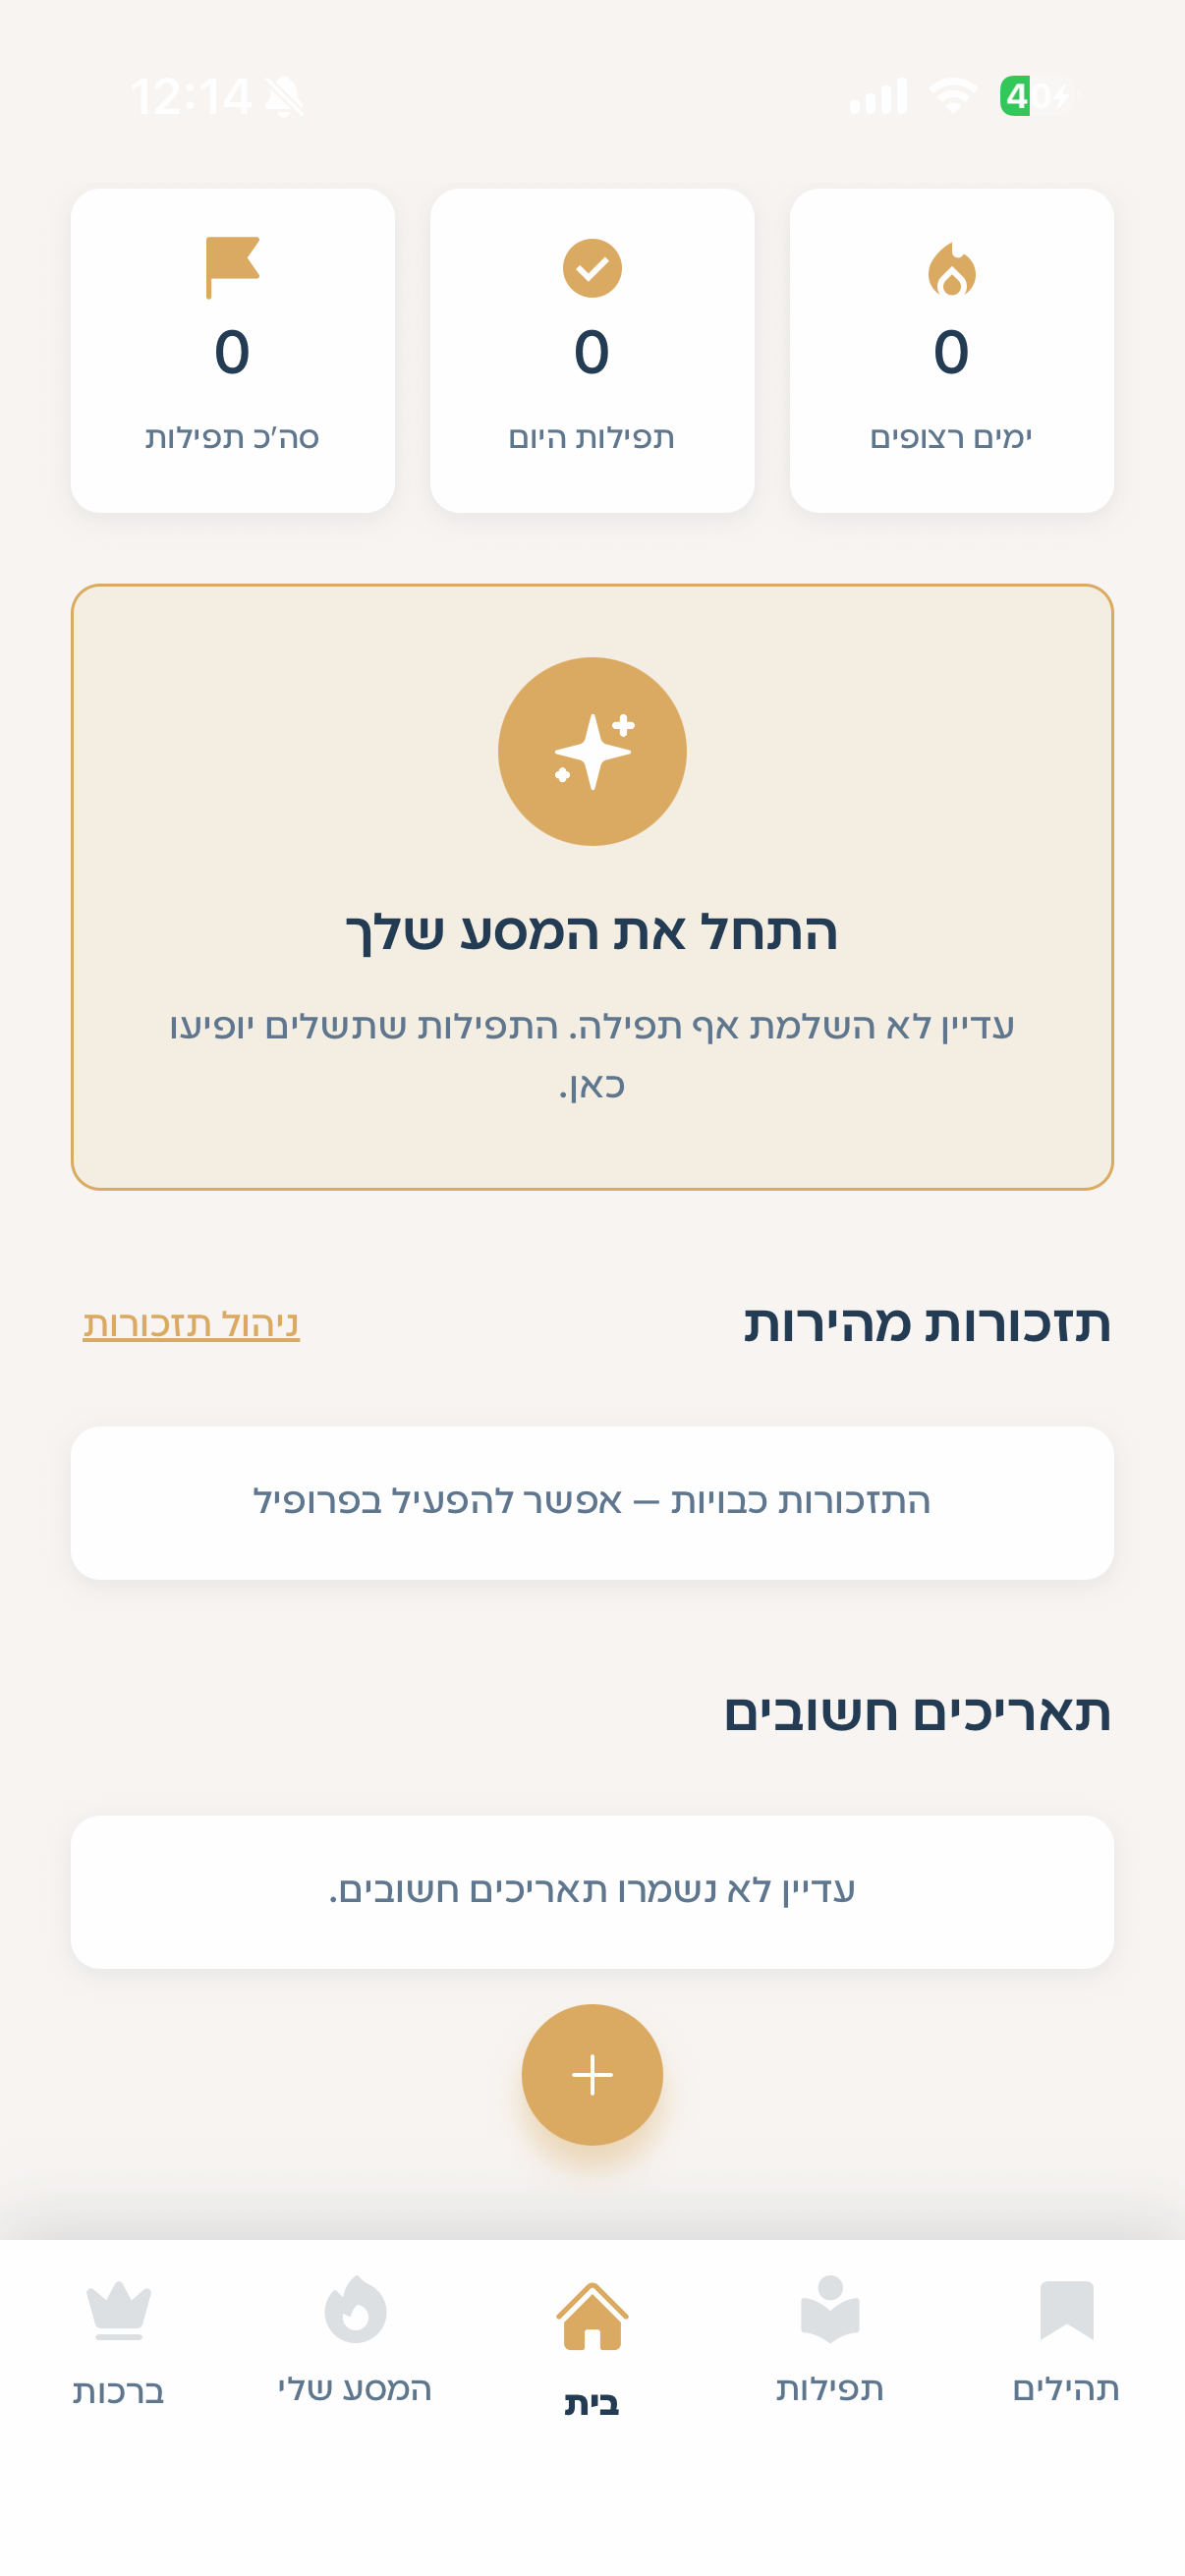 12:14
40
0
ימים רצופים
0
תפילות היום
0
סה'כ תפילות
התחל את המסע שלך
עדיין לא השלמת אף תפילה. התפילות שתשלים יופיעו
כאן.
תזכורות מהירות
ניהול תזכורות
התזכורות כבויות – אפשר להפעיל בפרופיל
תאריכים חשובים
עדיין לא נשמרו תאריכים חשובים.
תהילים
תפילות
בית
המסע שלי
ברכות